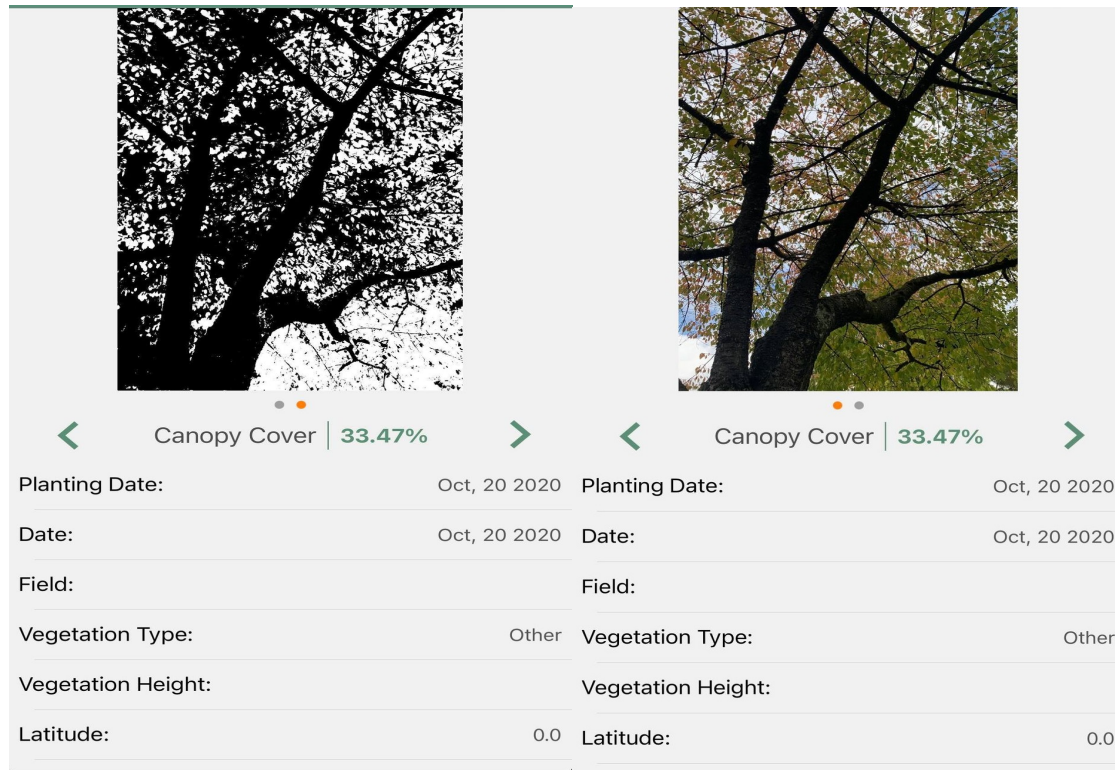 Canopy Cover | 33.47%
Planting Date: Oct, 20 2020
Date: Oct, 20 2020
Field:
Vegetation Type: Other
Vegetation Height:
Latitude: 0.0
Canopy Cover | 33.47%
Planting Date: Oct, 20 2020
Date: Oct, 20 2020
Field:
Vegetation Type: Other
Vegetation Height:
Latitude: 0.0